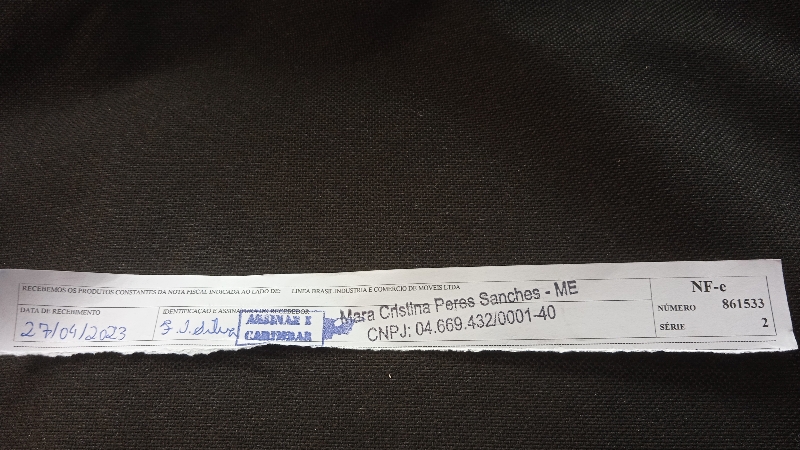 RECEBEMOS OS PRODUTOS CONSTANTES DA NOTA FISCAL INDICADA AO LADO DE: LINEA BRASIL INDUSTRIA E COMERCIO DE MOVEIS LTDA
DATA DE RECEBIMENTO
27/04/2023
IDENTIFICAÇÃO E ASSINATURA DO RECEBEDOR
J. Silva
ASSINAR E
CARIMBAR
Mara Cristina Peres Sanches - ME
CNPJ: 04.669.432/0001-40
NF-e
NÚMERO 861533
SÉRIE 2